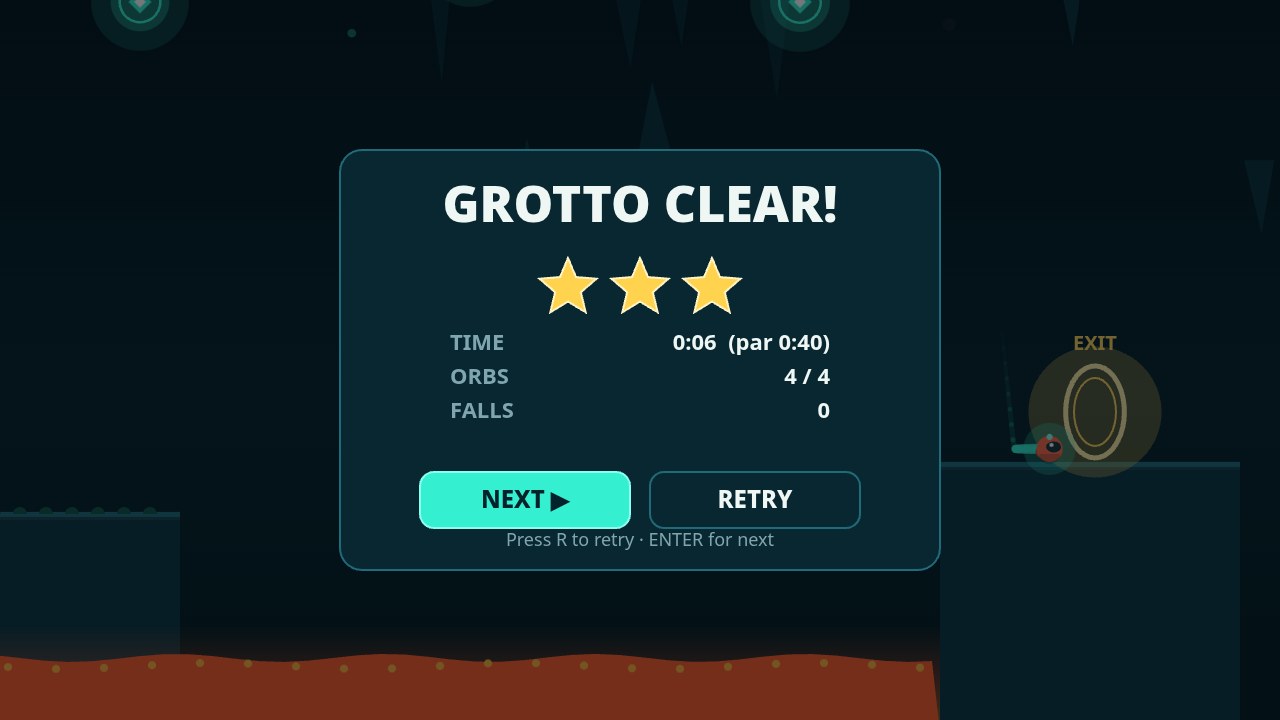 GROTTO CLEAR!
TIME 0:06 (par 0:40)
ORBS 4 / 4
FALLS 0
EXIT
NEXT ▶ RETRY
Press R to retry · ENTER for next